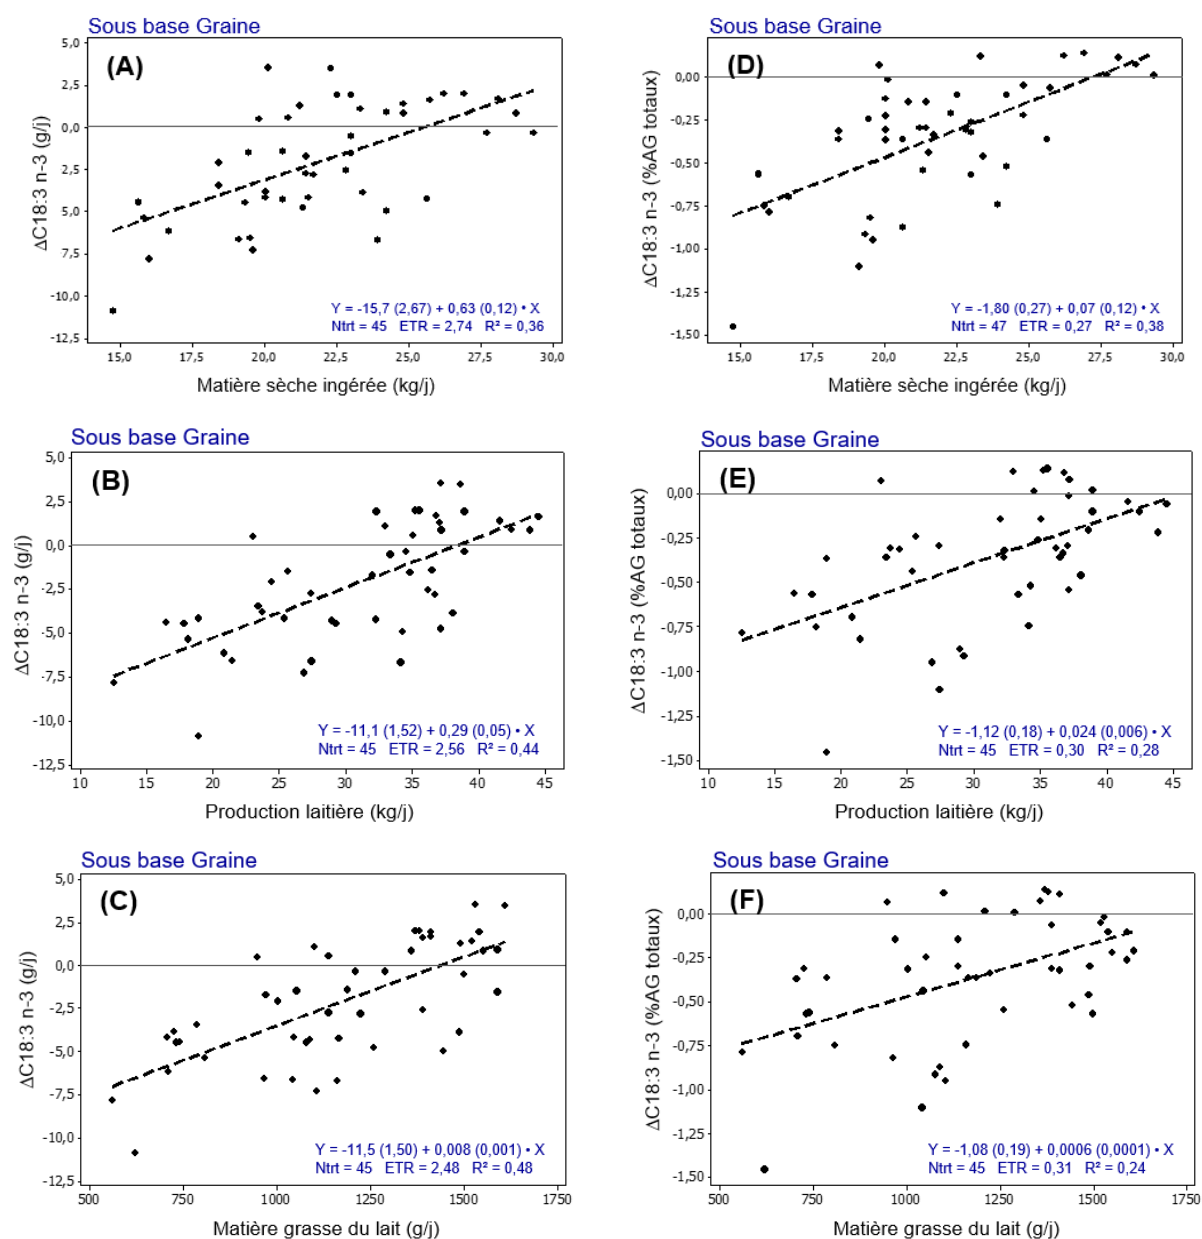 Sous base Graine
(A)
ΔC18:3 n-3 (g/j)
5,0
2,5
0,0
2,5
5,0
7,5
-10,0
-12,5
Y = -15,7 (2,67) + 0,63 (0,12) • X
Ntrt = 45 ETR = 2,74 R² = 0,36
15,0 17,5 20,0 22,5 25,0 27,5 30,0
Matière sèche ingérée (kg/j)
Sous base Graine
(D)
ΔC18:3 n-3 (%AG totaux)
0,00
-0,25
-0,50
-0,75
-1,00
-1,25
-1,50
Y = -1,80 (0,27) + 0,07 (0,12) • X
Ntrt = 47 ETR = 0,27 R² = 0,38
15,0 17,5 20,0 22,5 25,0 27,5 30,0
Matière sèche ingérée (kg/j)
Sous base Graine
(B)
ΔC18:3 n-3 (g/j)
5,0
2,5
0,0
-2,5
-5,0
-7,5
-10,0
-12,5
Y = -11,1 (1,52) + 0,29 (0,05) • X
Ntrt = 45 ETR = 2,56 R² = 0,44
10 15 20 25 30 35 40 45
Production laitière (kg/j)
Sous base Graine
(E)
ΔC18:3 n-3 (%AG totaux)
0,00
-0,25
-0,50
-0,75
-1,00
-1,25
-1,50
Y = -1,12 (0,18) + 0,024 (0,006) • X
Ntrt = 45 ETR = 0,30 R² = 0,28
10 15 20 25 30 35 40 45
Production laitière (kg/j)
Sous base Graine
(C)
ΔC18:3 n-3 (g/j)
5,0
2,5
0,0
-2,5
-5,0
-7,5
-10,0
-12,5
Y = -11,5 (1,50) + 0,008 (0,001) • X
Ntrt = 45 ETR = 2,48 R² = 0,48
500 750 1000 1250 1500 1750
Matière grasse du lait (g/j)
Sous base Graine
(F)
ΔC18:3 n-3 (%AG totaux)
0,00
-0,25
-0,50
-0,75
-1,00
-1,25
-1,50
Y = -1,08 (0,19) + 0,0006 (0,0001) • X
Ntrt = 45 ETR = 0,31 R² = 0,24
500 750 1000 1250 1500 1750
Matière grasse du lait (g/j)